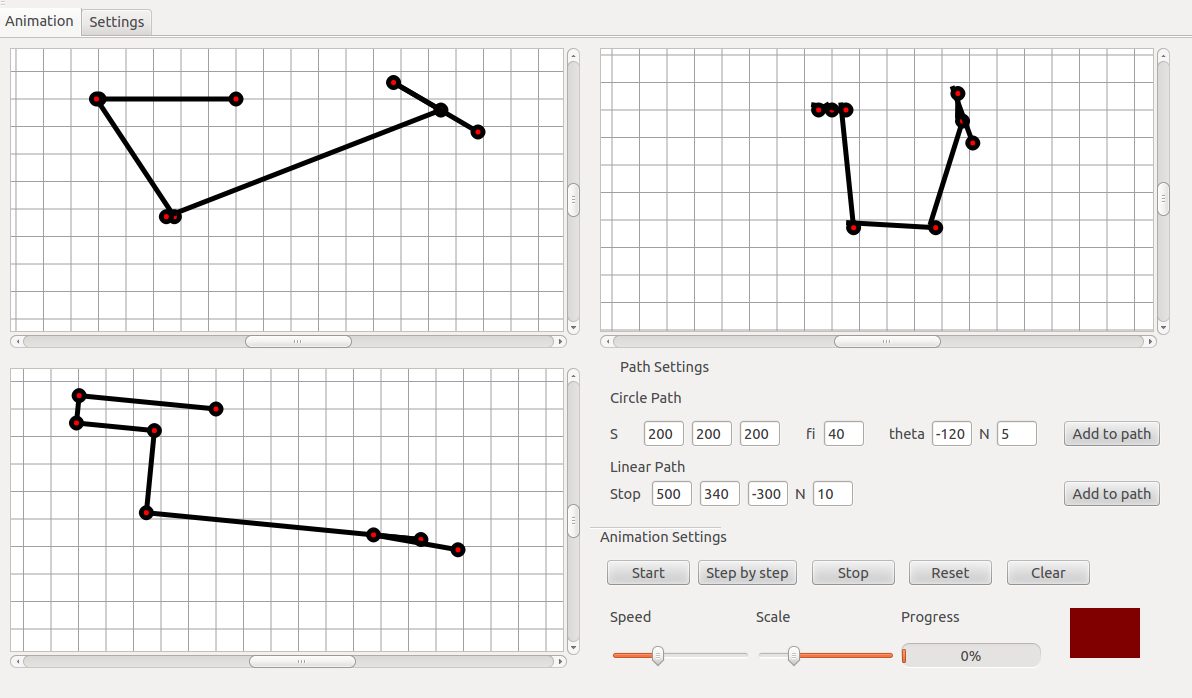 Animation Settings
Path Settings
Circle Path
S 200 200 200 fi 40 theta -120 N 5 Add to path
Linear Path
Stop 500 340 -300 N 10 Add to path
Animation Settings
Start Step by step Stop Reset Clear
Speed Scale Progress
0%